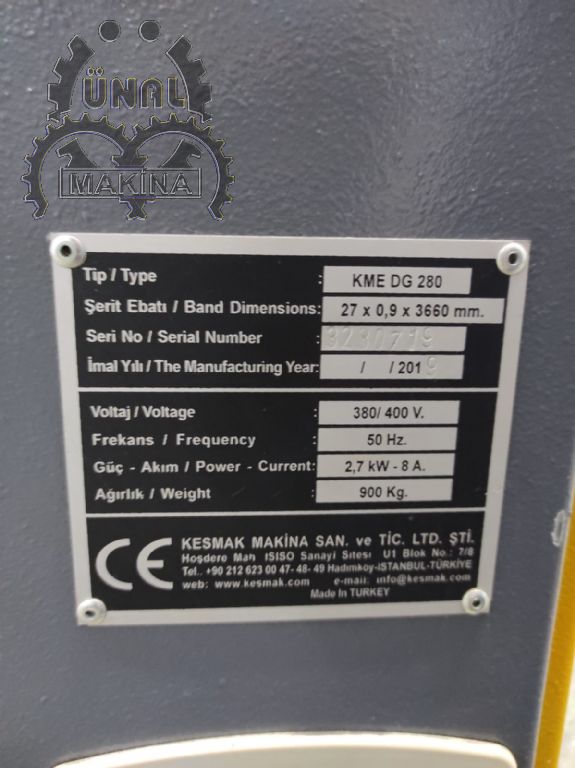 ÜNAL
MAKİNA
Tip / Type : KME DG 280
Şerit Ebatı / Band Dimensions: 27 x 0,9 x 3660 mm.
Seri No / Serial Number : 3230719
İmal Yılı / The Manufacturing Year: / / 2019
Voltaj / Voltage : 380/ 400 V.
Frekans / Frequency : 50 Hz.
Güç - Akım / Power - Current: 2,7 kW - 8 A.
Ağırlık / Weight : 900 Kg.
CE
KESMAK MAKİNA SAN. ve TİC. LTD. ŞTİ.
Hoşdere Mah ISISO Sanayi Sitesi U1 Blok No.: 7/8
Tel.. +90 212 623 00 47- 48- 49 Hadımköy-ISTANBUL-TÜRKİYE
web: www.kesmak.com e-mail: info@kesmak.com
Made In TURKEY